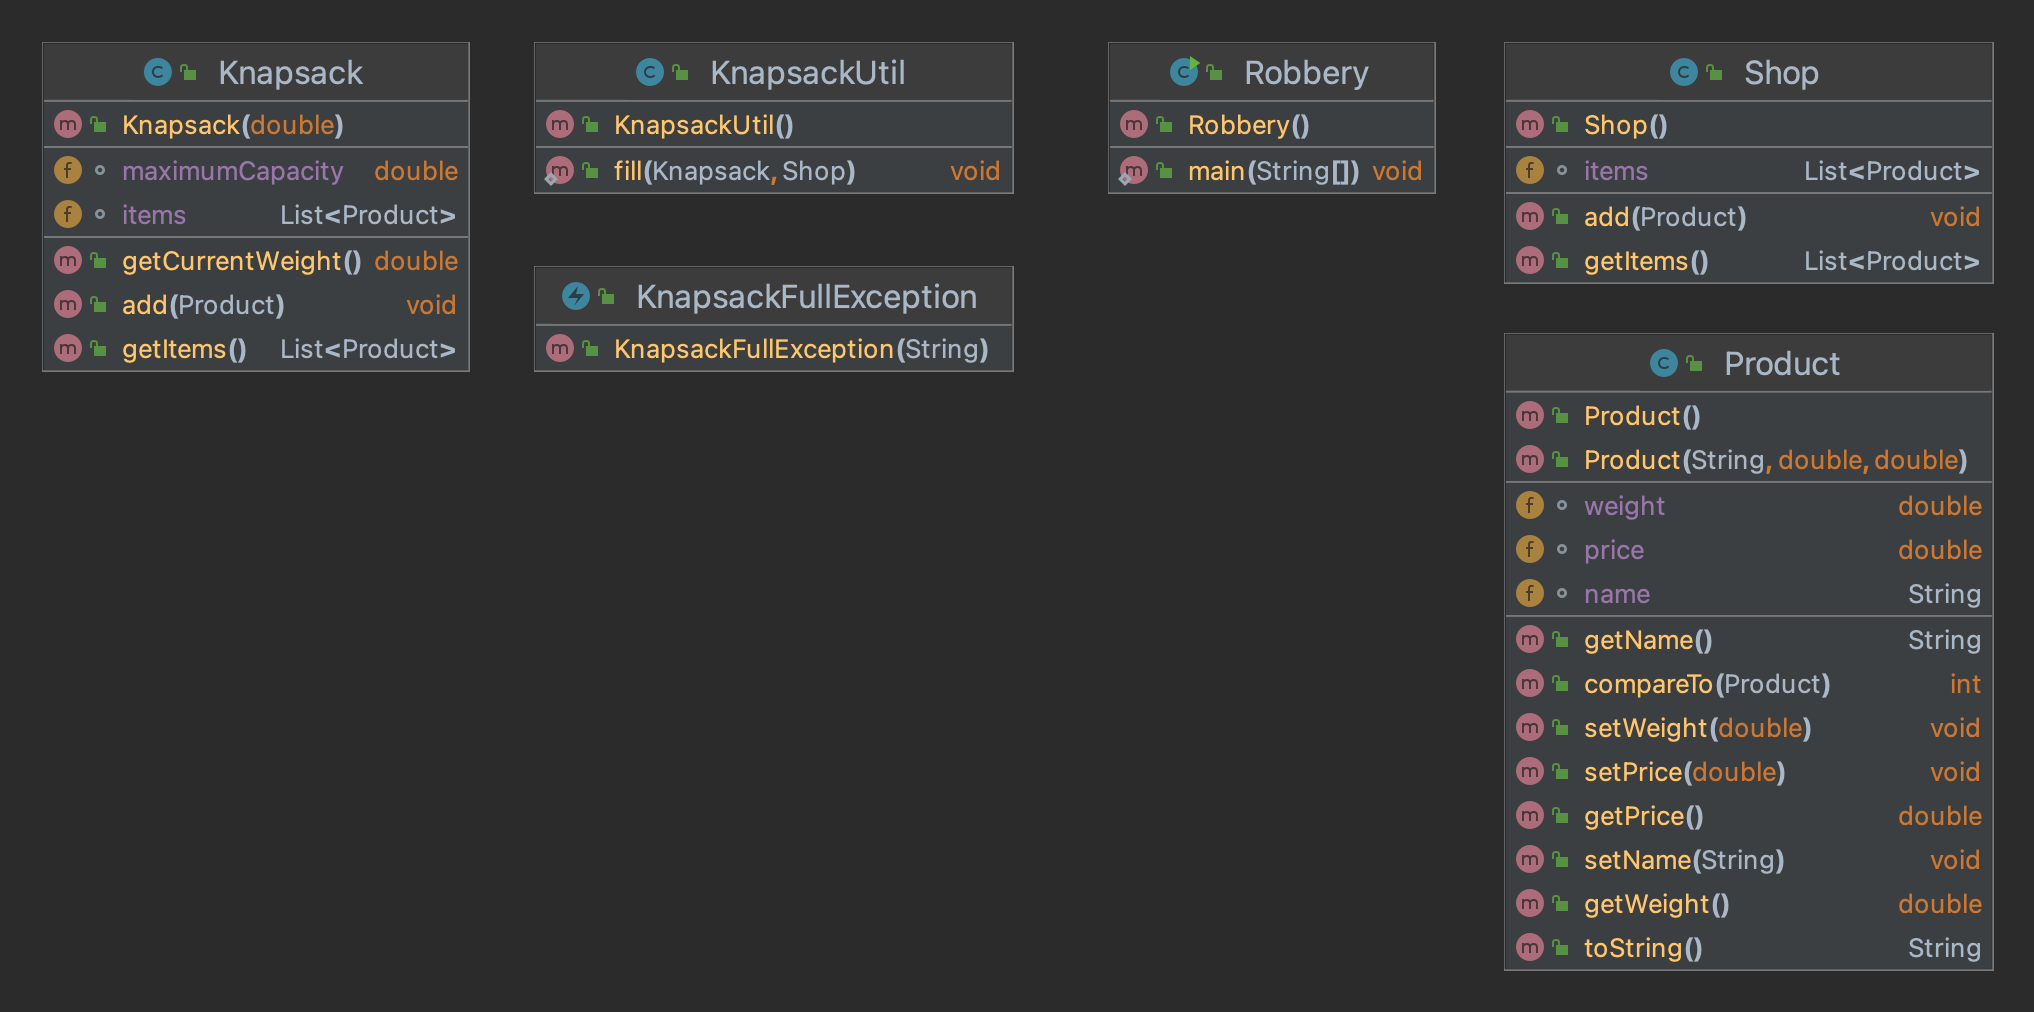 Knapsack
Knapsack(double)
maximumCapacity double
items List<Product>
getCurrentWeight() double
add(Product) void
getItems() List<Product>
KnapsackUtil
KnapsackUtil()
fill(Knapsack, Shop) void
KnapsackFullException
KnapsackFullException(String)
Robbery
Robbery()
main(String[]) void
Shop
Shop()
items List<Product>
add(Product) void
getItems() List<Product>
Product
Product()
Product(String, double, double)
weight double
price double
name String
getName() String
compareTo(Product) int
setWeight(double) void
setPrice(double) void
getPrice() double
setName(String) void
getWeight() double
toString() String